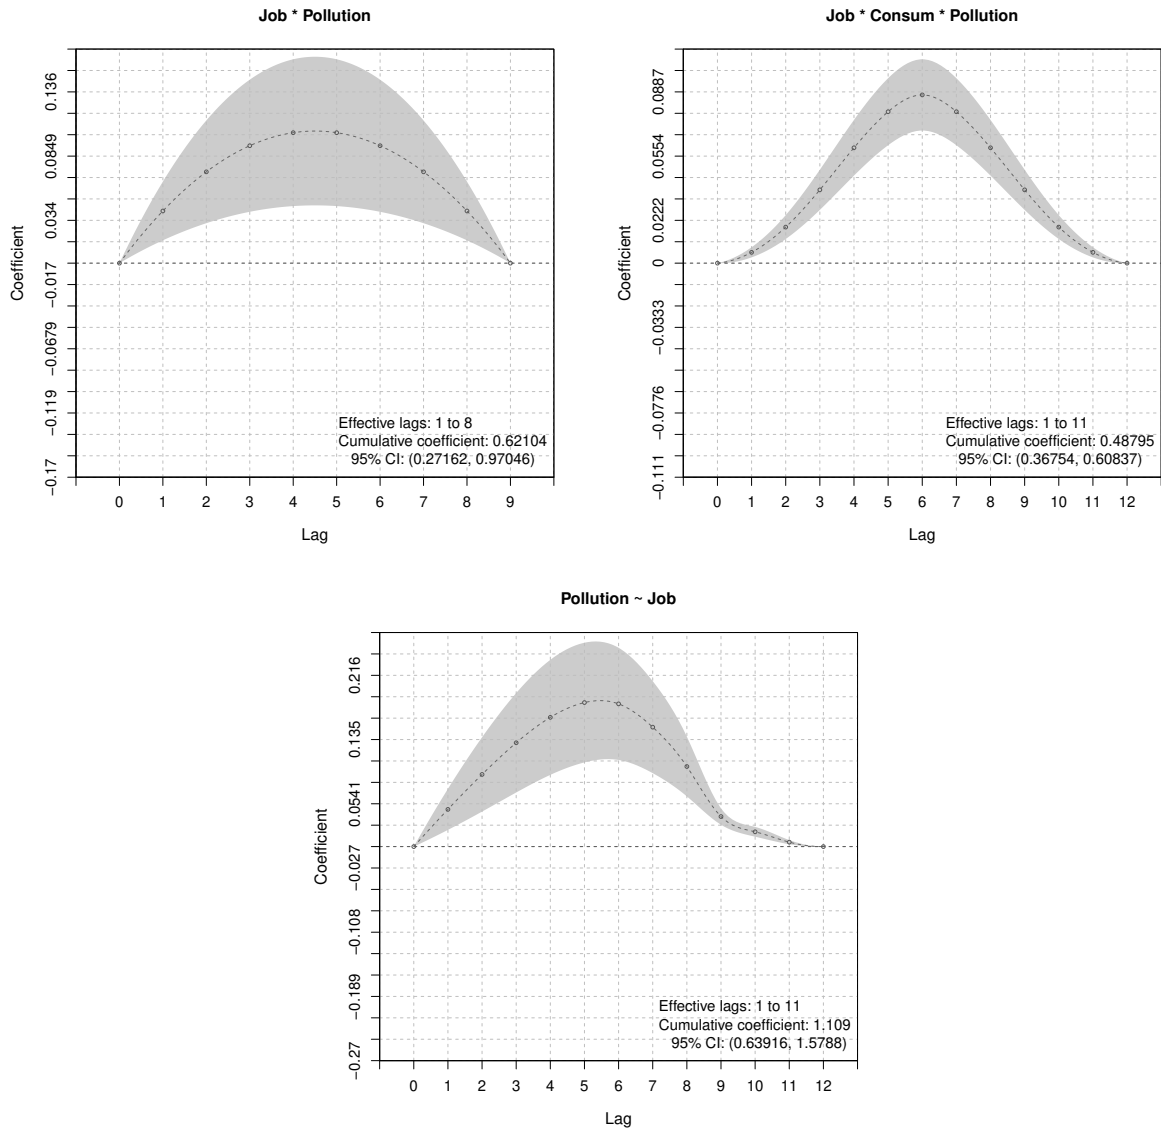 Job * Pollution
Coefficient
0.136
0.0849
0.034
−0.017
−0.0679
−0.119
−0.17
Effective lags: 1 to 8
Cumulative coefficient: 0.62104
95% CI: (0.27162, 0.97046)
0 1 2 3 4 5 6 7 8 9
Lag
Job * Consum * Pollution
Coefficient
0.0887
0.0554
0.0222
0
−0.0333
−0.0776
−0.1111
Effective lags: 1 to 11
Cumulative coefficient: 0.48795
95% CI: (0.36754, 0.60837)
0 1 2 3 4 5 6 7 8 9 10 11 12
Lag
Pollution ~ Job
Coefficient
0.216
0.135
0.0541
−0.027
−0.108
−0.189
−0.27
Effective lags: 1 to 11
Cumulative coefficient: 1.109
95% CI: (0.63916, 1.5788)
0 1 2 3 4 5 6 7 8 9 10 11 12
Lag